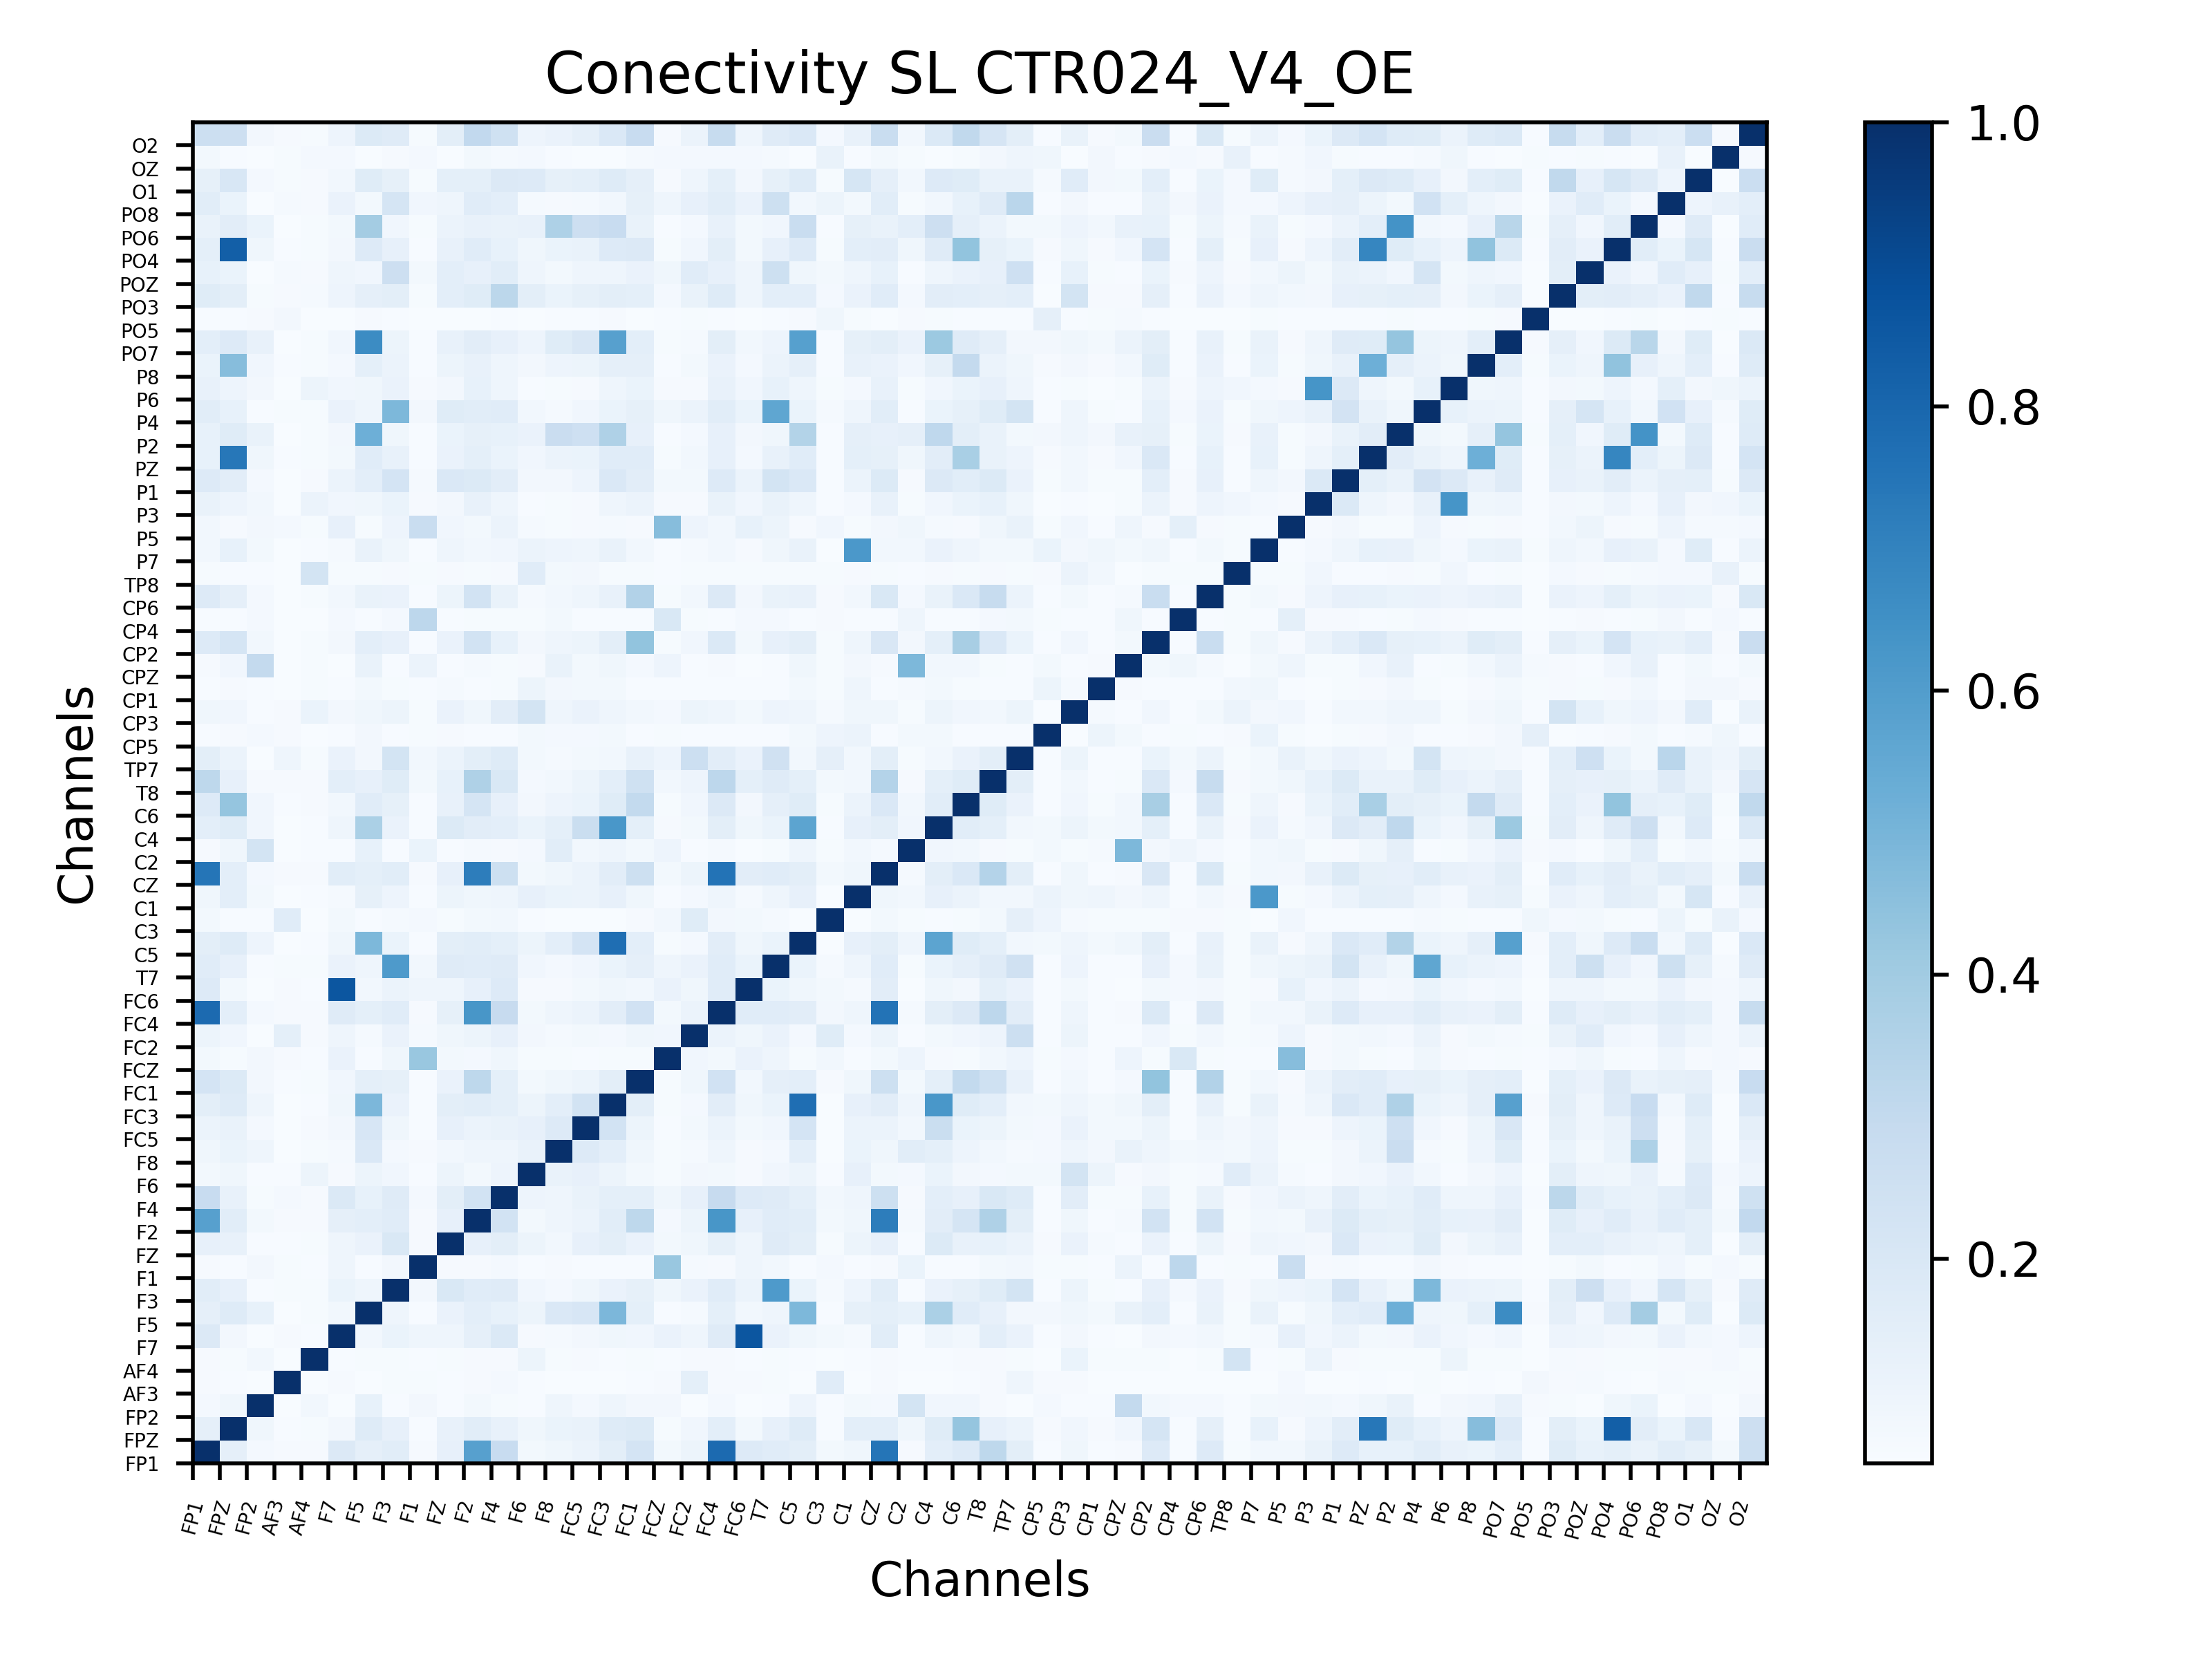 Conectivity SL CTR024_V4_OE
Channels
O2
OZ
O1
PO8
PO6
PO4
POZ
PO3
PO5
PO7
P8
P6
P4
P2
PZ
P1
P3
P5
P7
TP8
CP6
CP4
CP2
CPZ
CP1
CP3
CP5
TP7
T8
C6
C4
C2
CZ
C1
C3
C5
T7
FC6
FC4
FC2
FCZ
FC1
FC3
FC5
F8
F6
F4
F2
FZ
F1
F3
F5
F7
AF4
AF3
FP2
FPZ
FP1
FP1 FPZ FP2 AF3 AF4 F7 F5 F3 F1 FZ F2 F4 F6 F8 FC5 FC3 FC1 FCZ FC2 FC4 FC6 T7 C5 C3 C1 CZ C2 C4 C6 T8 TP7 CP5 CP3 CP1 CPZ CP2 CP4 CP6 TP8 P7 P5 P3 P1 PZ P2 P4 P6 P8 PO7 PO5 PO3 POZ PO4 PO6 PO8 O1 OZ O2
Channels
1.0
0.8
0.6
0.4
0.2